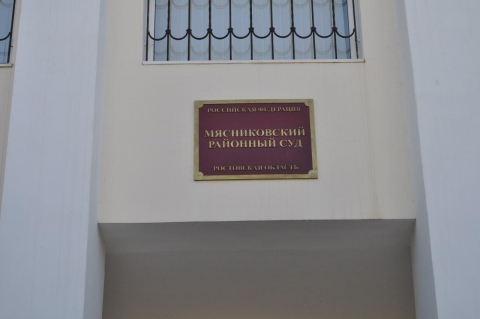 РОССИЙСКАЯ ФЕДЕРАЦИЯ
МЯСНИКОВСКИЙ
РАЙОННЫЙ СУД
РОСТОВСКАЯ ОБЛАСТЬ